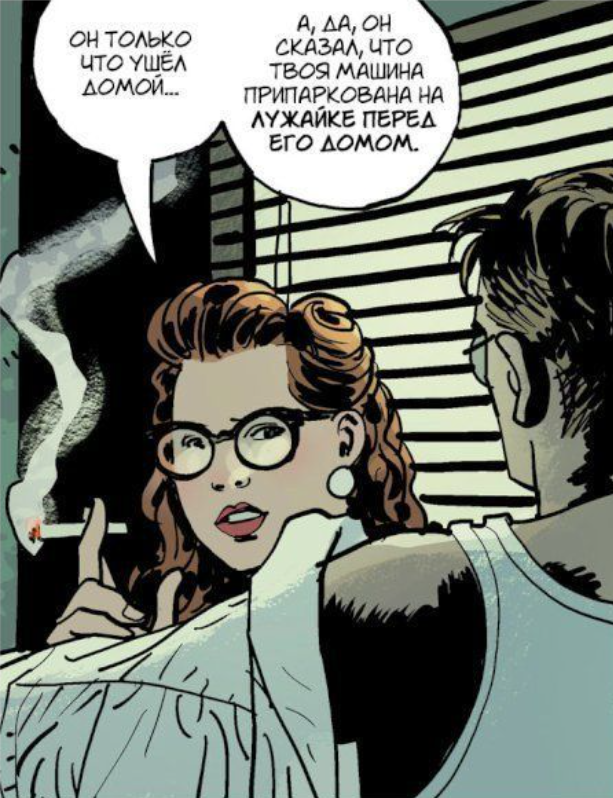 ОН ТОЛЬКО
ЧТО УШЁЛ
ДОМОЙ...
А, ДА, ОН
СКАЗАЛ, ЧТО
ТВОЯ МАШИНА
ПРИПАРКОВАНА НА
ЛУЖАЙКЕ ПЕРЕД
ЕГО ДОМОМ.